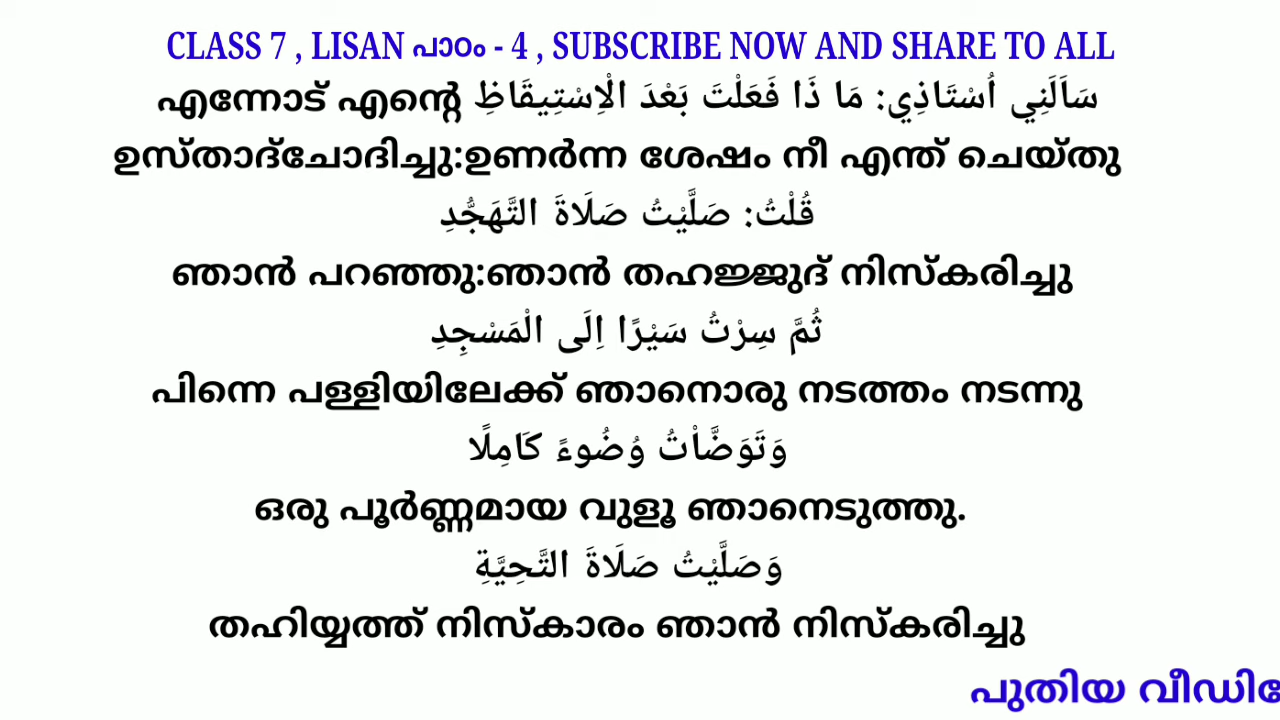 CLASS 7 , LISAN പാഠം - 4 , SUBSCRIBE NOW AND SHARE TO ALL
سَاَلَنِي اُسْتَاذِي: مَا ذَا فَعَلْتَ بَعْدَ الْاِسْتِيقَاظِ എന്നോട് എന്റെ
ഉസ്താദ്ചോദിച്ചു:ഉണർന്ന ശേഷം നീ എന്ത് ചെയ്തു
قُلْتُ: صَلَّيْتُ صَلَاةَ التَّهَجُّدِ
ഞാൻ പറഞ്ഞു:ഞാൻ തഹജ്ജുദ് നിസ്കരിച്ചു
ثُمَّ سِرْتُ سَيْرًا اِلَى الْمَسْجِدِ
പിന്നെ പള്ളിയിലേക്ക് ഞാനൊരു നടത്തം നടന്നു
وَتَوَضَّاْتُ وُضُوءً كَامِلًا
ഒരു പൂർണ്ണമായ വുളൂ ഞാനെടുത്തു.
وَصَلَّيْتُ صَلَاةَ التَّحِيَّةِ
തഹിയ്യത്ത് നിസ്കാരം ഞാൻ നിസ്കരിച്ചു
പുതിയ